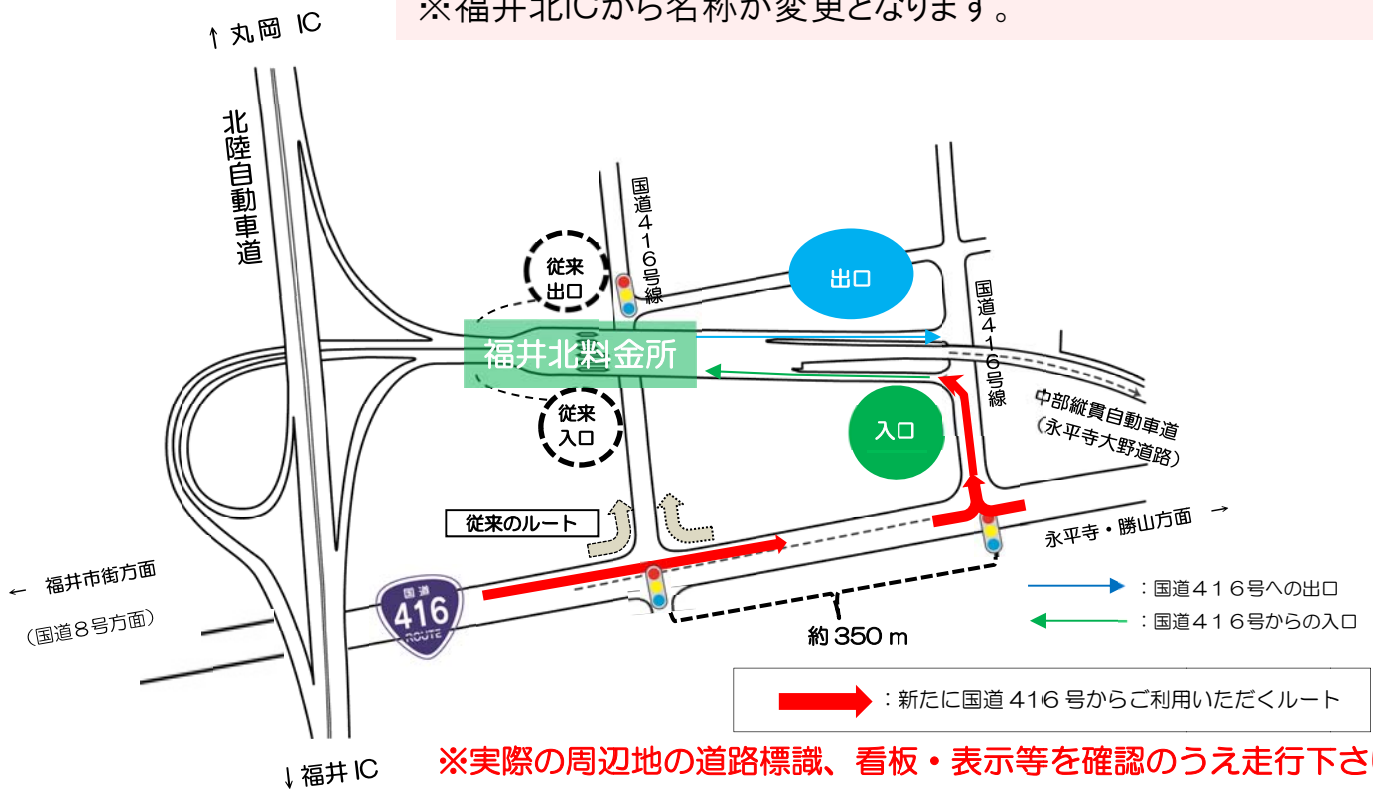 ※福井北ICから名称が変更となります。
↑ 丸岡 IC
北陸自動車道
国道416号線
従来
出口
出口
福井北料金所
国道416号線
従来
入口
入口
中部縦貫自動車道
(永平寺大野道路)
従来のルート
永平寺・勝山方面 →
← 福井市街方面
(国道8号方面)
国道
416
ROUTE
約350 m
:国道416号への出口
:国道416号からの入口
:新たに国道 416 号からご利用いただくルート
↓福井 IC
※実際の周辺地の道路標識、看板・表示等を確認のうえ走行下さい